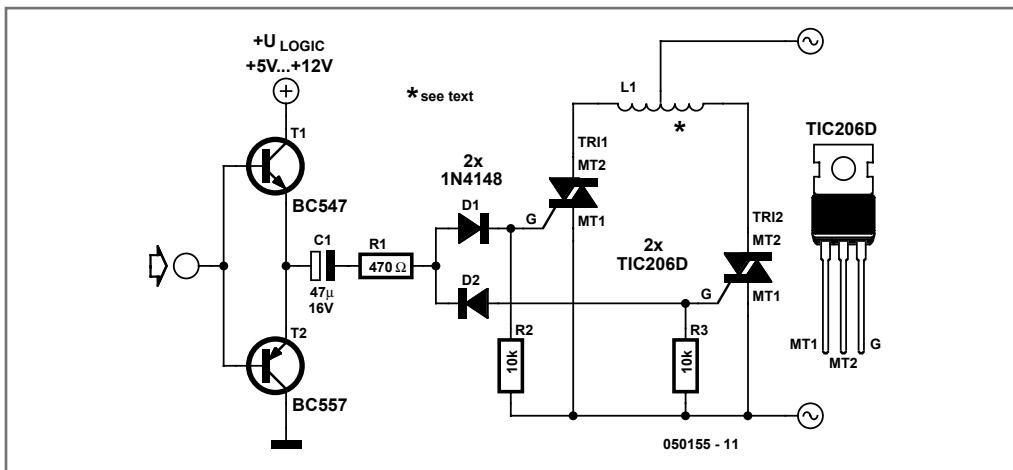 +U LOGIC
+5V...+12V
* see text
T1
BC547
C1
47µ
16V
T2
BC557
R1
470 Ω
2x
1N4148
D1
D2
G
R2
10k
TRI1
MT2
MT1
L1
*
2x
TIC206D
G
R3
10k
TRI2
MT2
MT1
TIC206D
MT1
MT2
G
050155 - 11